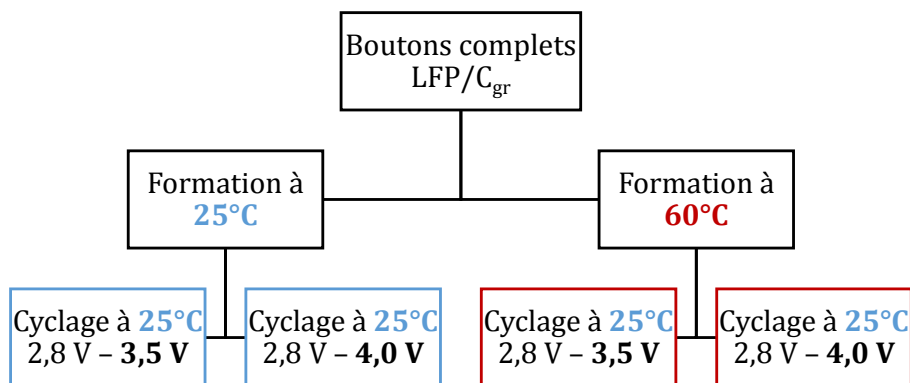 Boutons complets
LFP/Cgr
Formation à
25°C
Formation à
60°C
Cyclage à 25°C
2,8 V – 3,5 V
Cyclage à 25°C
2,8 V – 4,0 V
Cyclage à 25°C
2,8 V – 3,5 V
Cyclage à 25°C
2,8 V – 4,0 V